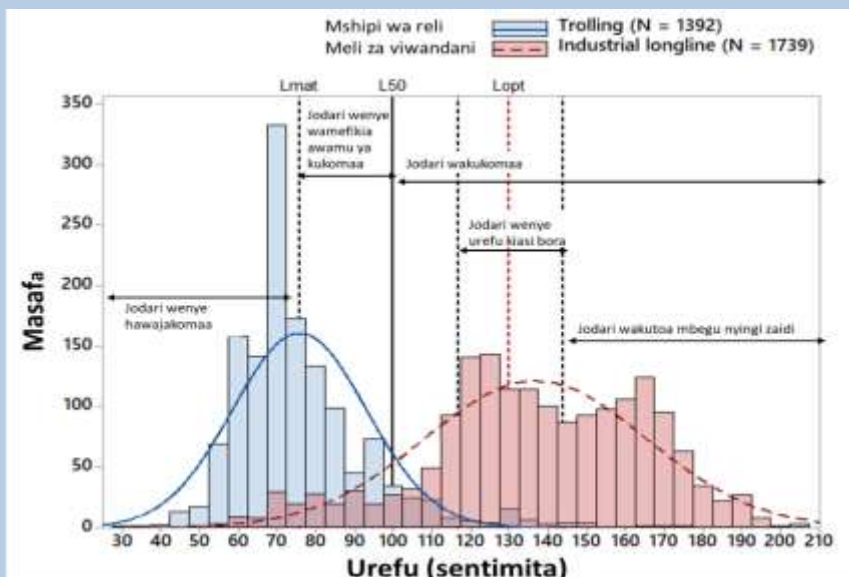 Mshipi wa reli Trolling (N = 1392)
Meli za viwandani Industrial longline (N = 1739)
Lmat L50 Lopt
350
300
250
200
150
100
50
0
Masafa
Jodari wenye
wamefikia
awamu ya
kukomaa
Jodari wakukomaa
Jodari wenye
urefu kiasi bora
Jodari wenye
hawajakomaa
Jodari wakutoa mbegu nyingi zaidi
30 40 50 60 70 80 90 100 110 120 130 140 150 160 170 180 190 200 210
Urefu (sentimita)